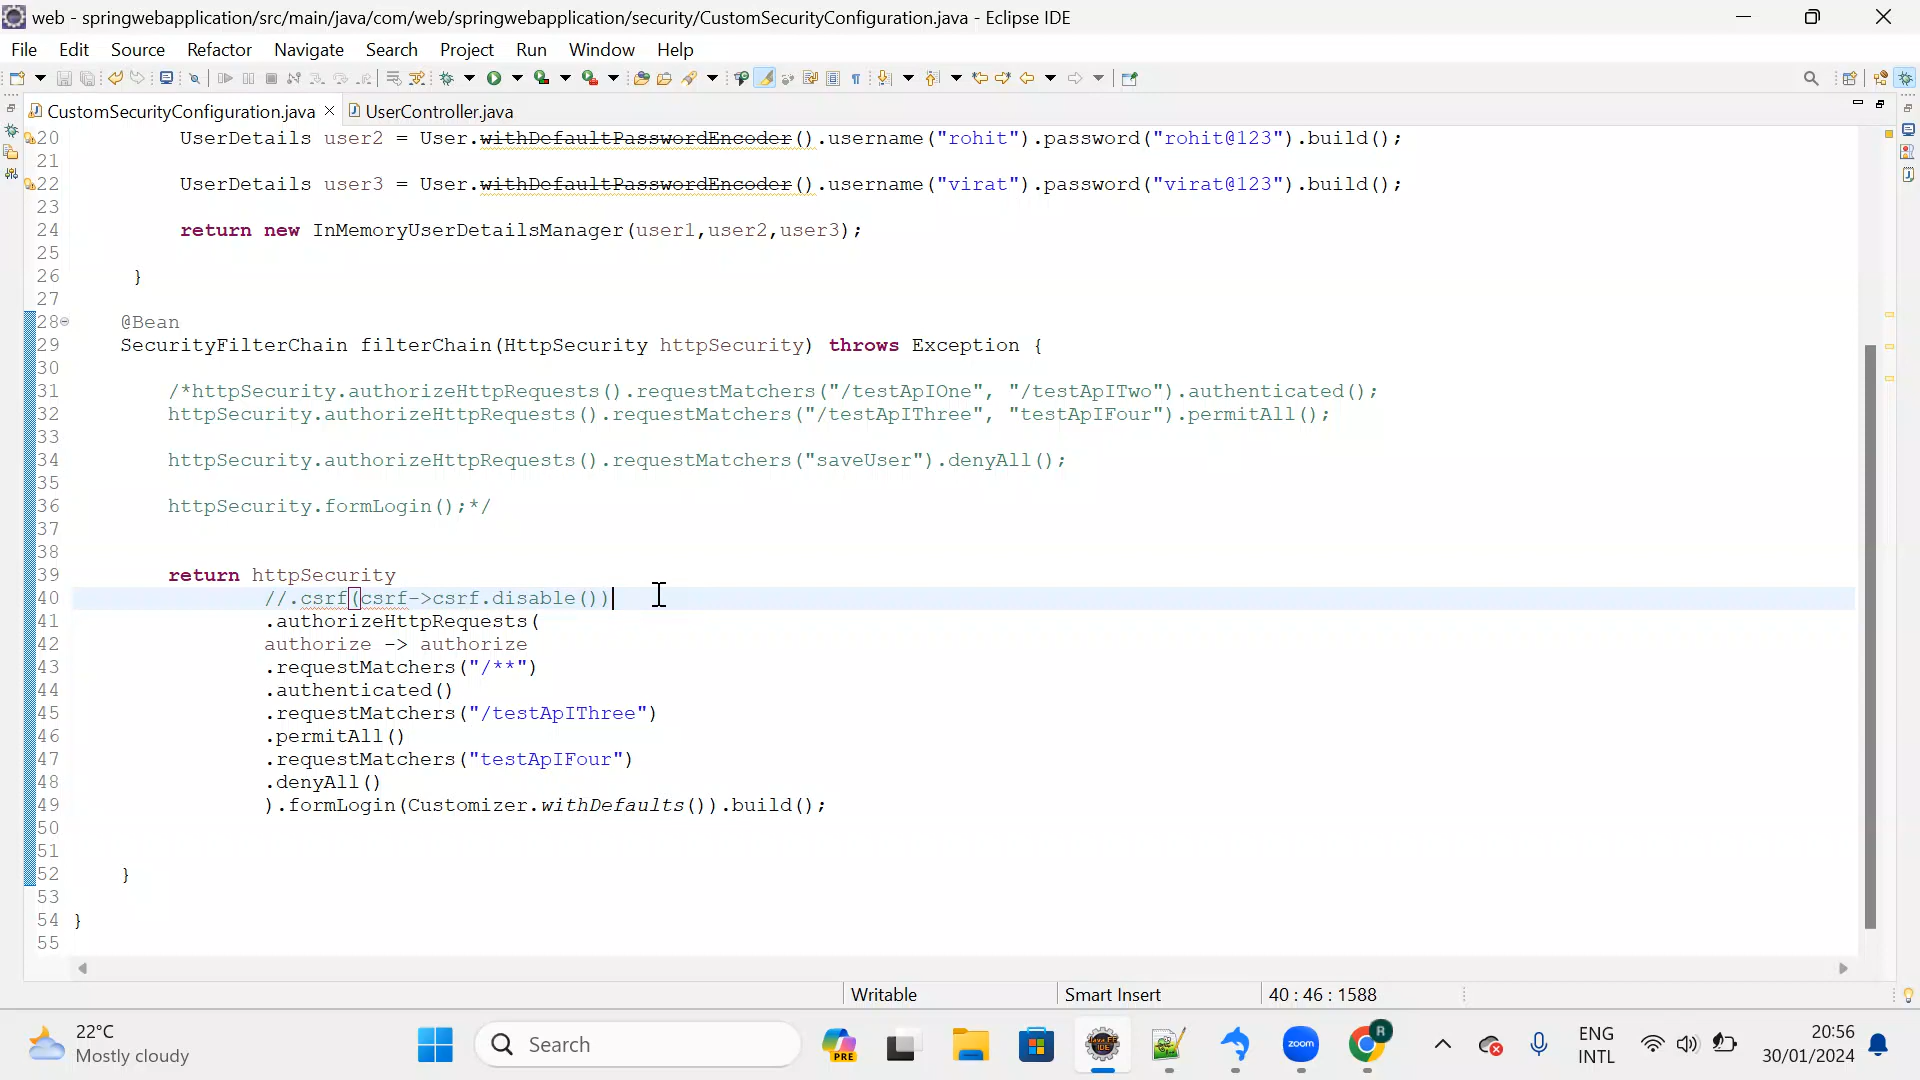 web - springwebapplication/src/main/java/com/web/springwebapplication/security/CustomSecurityConfiguration.java - Eclipse IDE
File Edit Source Refactor Navigate Search Project Run Window Help
CustomSecurityConfiguration.java UserController.java
20 UserDetails user2 = User.withDefaultPasswordEncoder().username("rohit").password("rohit@123").build();
21
22 UserDetails user3 = User.withDefaultPasswordEncoder().username("virat").password("virat@123").build();
23
24 return new InMemoryUserDetailsManager(user1,user2,user3);
25
26 }
27
28 @Bean
29 SecurityFilterChain filterChain(HttpSecurity httpSecurity) throws Exception {
30
31 /*httpSecurity.authorizeHttpRequests().requestMatchers("/testApIOne", "/testApITwo").authenticated();
32 httpSecurity.authorizeHttpRequests().requestMatchers("/testApIThree", "testApIFour").permitAll();
33
34 httpSecurity.authorizeHttpRequests().requestMatchers("saveUser").denyAll();
35
36 httpSecurity.formLogin();*/
37
38
39 return httpSecurity
40 //.csrf(csrf->csrf.disable())
41 .authorizeHttpRequests(
42 authorize -> authorize
43 .requestMatchers("/**")
44 .authenticated()
45 .requestMatchers("/testApIThree")
46 .permitAll()
47 .requestMatchers("testApIFour")
48 .denyAll()
49 ).formLogin(Customizer.withDefaults()).build();
50
51
52 }
53
54 }
55
Writable Smart Insert 40 : 46 : 1588
22°C
Mostly cloudy
Search
PRE
zoom
R
ENG
INTL
20:56
30/01/2024